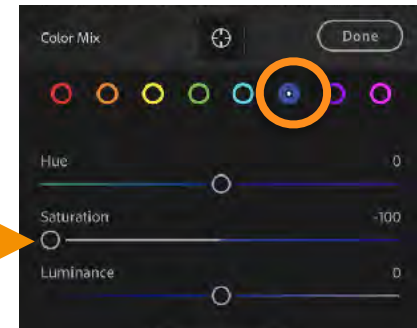 Color Mix
Done
Hue 0
Saturation -100
Luminance 0